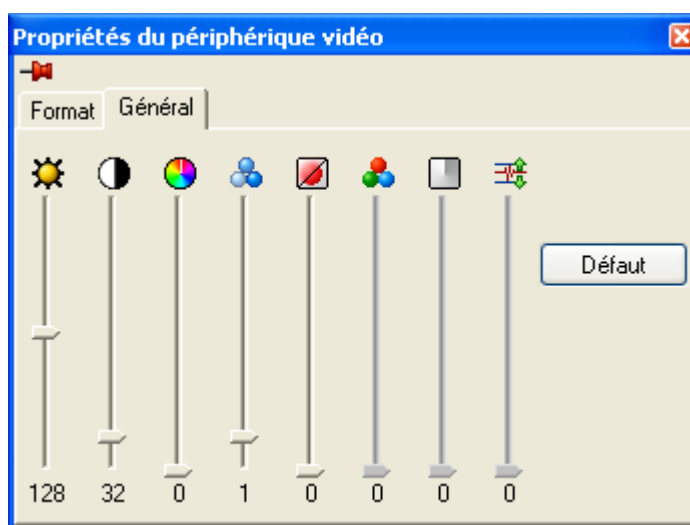 Propriétés du périphérique vidéo
Format Général
Défaut
128 32 0 1 0 0 0 0